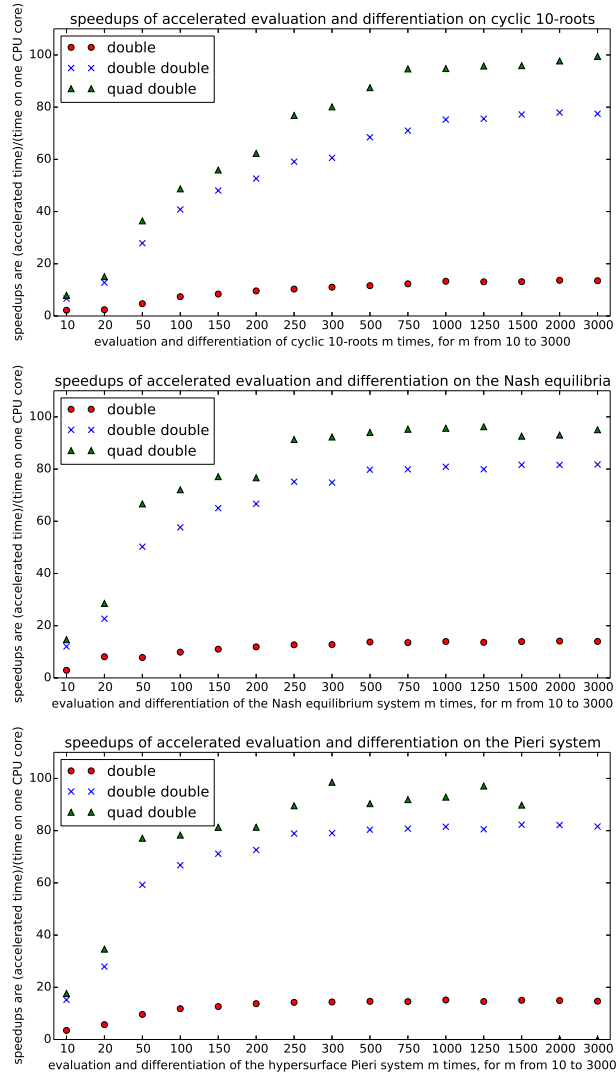 speedups of accelerated evaluation and differentiation on cyclic 10-roots
speedups are (accelerated time)/(time on one CPU core)
100
80
60
40
20
0
double
double double
quad double
10 20 50 100 150 200 250 300 500 750 1000 1250 1500 2000 3000
evaluation and differentiation of cyclic 10-roots m times, for m from 10 to 3000
speedups of accelerated evaluation and differentiation on the Nash equilibria
speedups are (accelerated time)/(time on one CPU core)
100
80
60
40
20
0
double
double double
quad double
10 20 50 100 150 200 250 300 500 750 1000 1250 1500 2000 3000
evaluation and differentiation of the Nash equilibrium system m times, for m from 10 to 3000
speedups of accelerated evaluation and differentiation on the Pieri system
speedups are (accelerated time)/(time on one CPU core)
100
80
60
40
20
0
double
double double
quad double
10 20 50 100 150 200 250 300 500 750 1000 1250 1500 2000 3000
evaluation and differentiation of the hypersurface Pieri system m times, for m from 10 to 3000